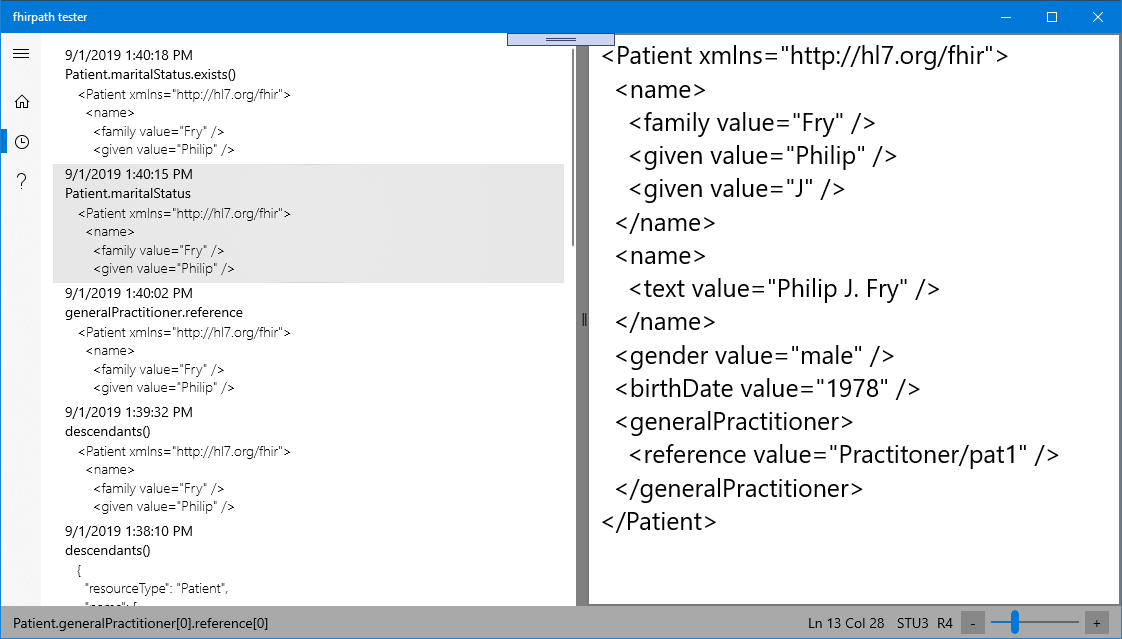 fhirpath tester
9/1/2019 1:40:18 PM
Patient.maritalStatus.exists()
<Patient xmlns="http://hl7.org/fhir">
<name>
<family value="Fry" />
<given value="Philip" />
9/1/2019 1:40:15 PM
Patient.maritalStatus
<Patient xmlns="http://hl7.org/fhir">
<name>
<family value="Fry" />
<given value="Philip" />
9/1/2019 1:40:02 PM
generalPractitioner.reference
<Patient xmlns="http://hl7.org/fhir">
<name>
<family value="Fry" />
<given value="Philip" />
9/1/2019 1:39:32 PM
descendants()
<Patient xmlns="http://hl7.org/fhir">
<name>
<family value="Fry" />
<given value="Philip" />
9/1/2019 1:38:10 PM
descendants()
{
"resourceType": "Patient",
"name": [
<Patient xmlns="http://hl7.org/fhir">
<name>
<family value="Fry" />
<given value="Philip" />
<given value="J" />
</name>
<name>
<text value="Philip J. Fry" />
</name>
<gender value="male" />
<birthDate value="1978" />
<generalPractitioner>
<reference value="Practitoner/pat1" />
</generalPractitioner>
</Patient>
Patient.generalPractitioner[0].reference[0]
Ln 13 Col 28 STU3 R4 - +